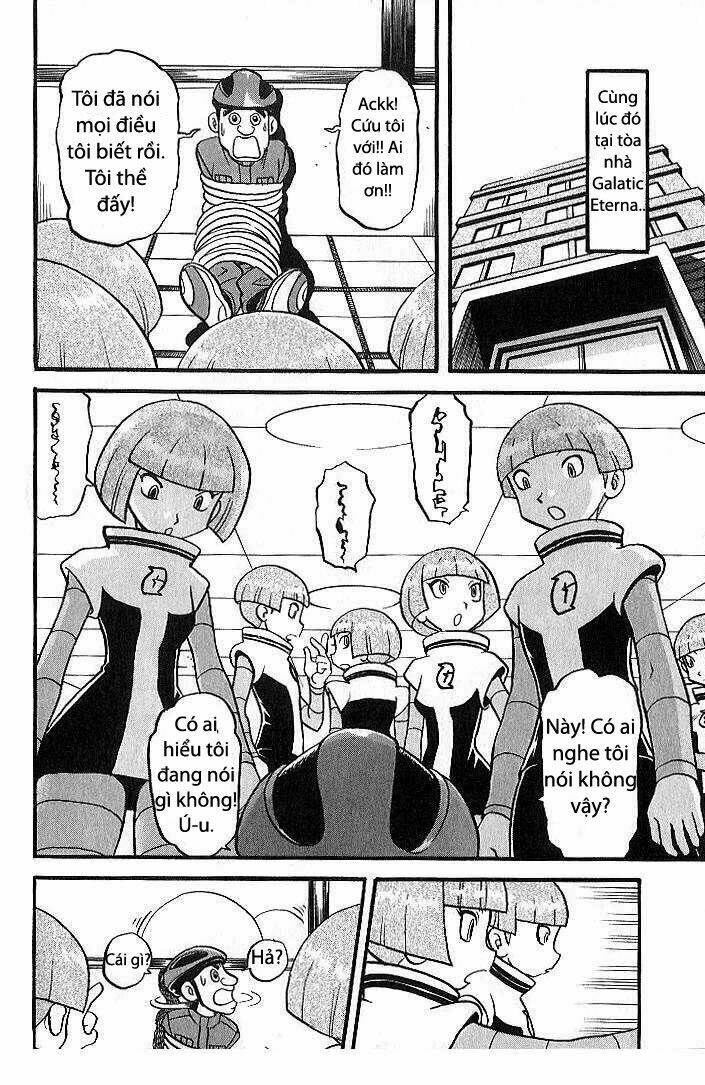 Cùng
lúc đó
tại tòa
nhà
Galatic
Eterna..
Ackk!
Cứu tôi
với!! Ai
đó làm
ơn!!
Tôi đã nói
mọi điều
tôi biết rồi.
Tôi thề
đấy!
Này! Có ai
nghe tôi
nói không
vậy?
Có ai
hiểu tôi
đang nói
gì không!
Ú-u.
Hả?
Cái gì?